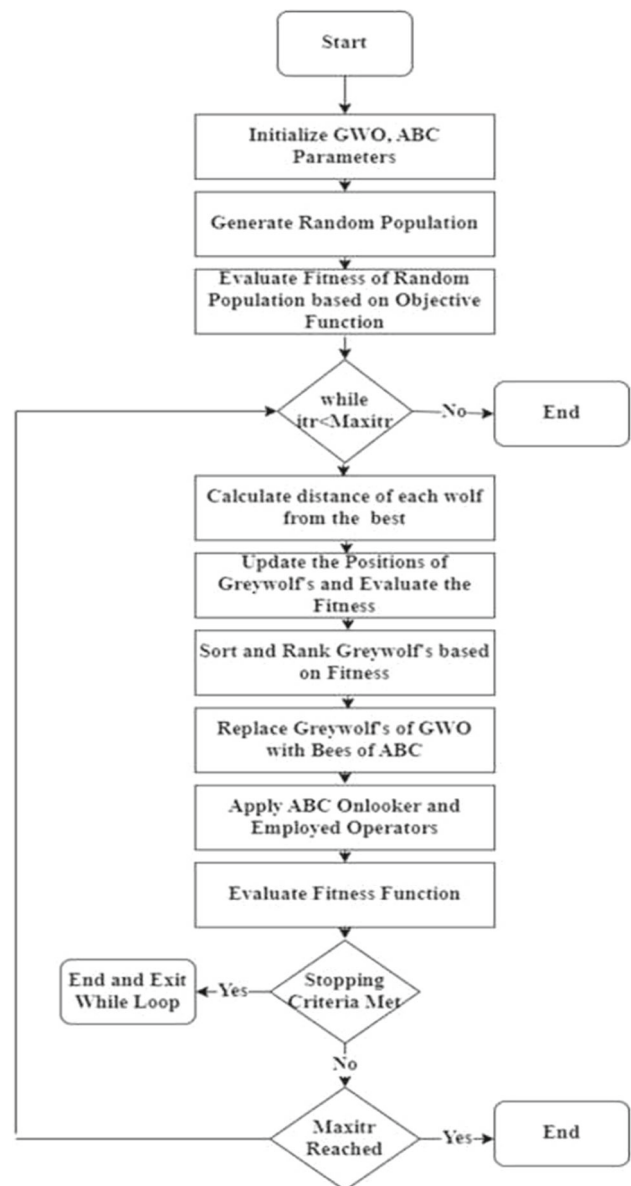 Start
Initialize GWO, ABC
Parameters
Generate Random Population
Evaluate Fitness of Random
Population based on Objective
Function
while
itr<Maxitr
No
End
Calculate distance of each wolf
from the best
Update the Positions of
Greywolf's and Evaluate the
Fitness
Sort and Rank Greywolf's based
on Fitness
Replace Greywolf's of GWO
with Bees of ABC
Apply ABC Onlooker and
Employed Operators
Evaluate Fitness Function
Stopping
Criteria Met
Yes
End and Exit
While Loop
No
Maxitr
Reached
Yes
End